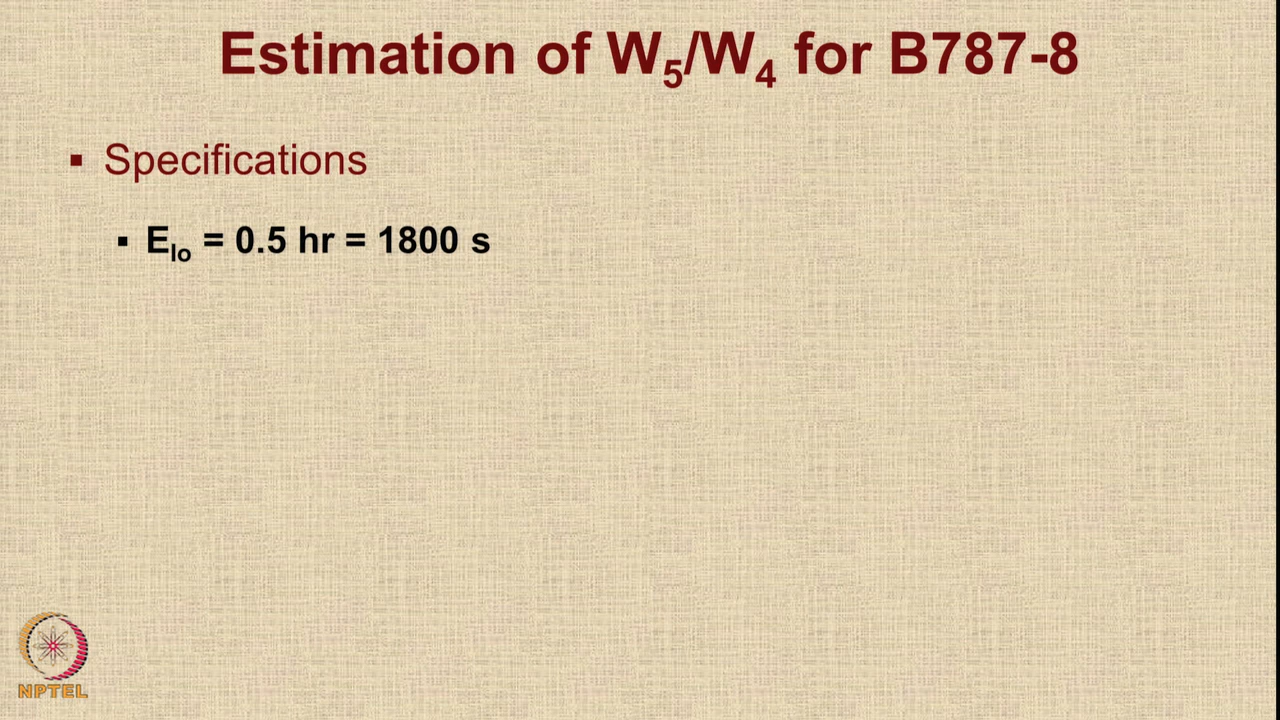 Estimation of W₅/W₄ for B787-8
▪ Specifications
▪ Eₗₒ = 0.5 hr = 1800 s
NPTEL